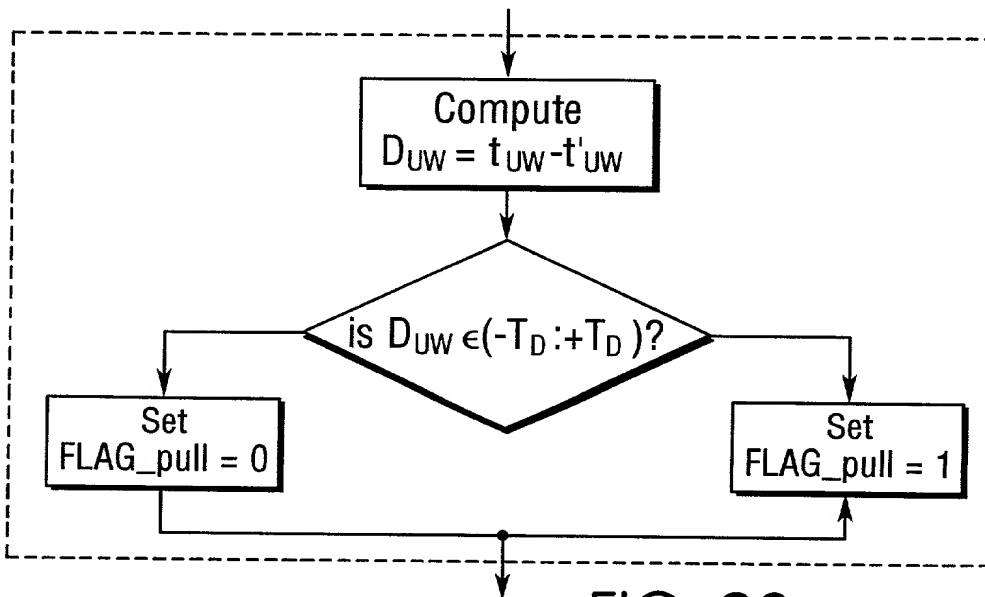 Compute
D_UW = t_UW-t'_UW
is D_UW ϵ(-T_D:+T_D)?
Set
FLAG_pull = 0
Set
FLAG_pull = 1